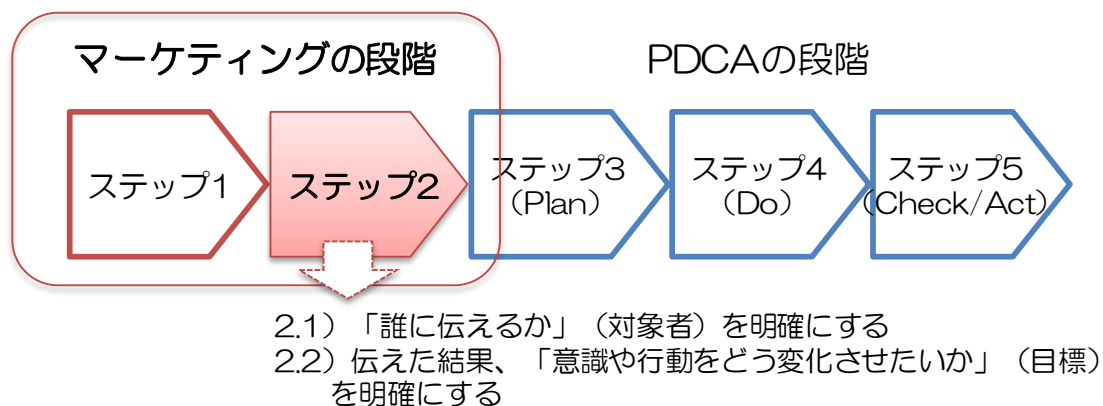 マーケティングの段階
PDCAの段階
ステップ1
ステップ2
ステップ3
（Plan）
ステップ4
（Do）
ステップ5
（Check/Act）
2.1）「誰に伝えるか」（対象者）を明確にする
2.2）伝えた結果、「意識や行動をどう変化させたいか」（目標）
を明確にする